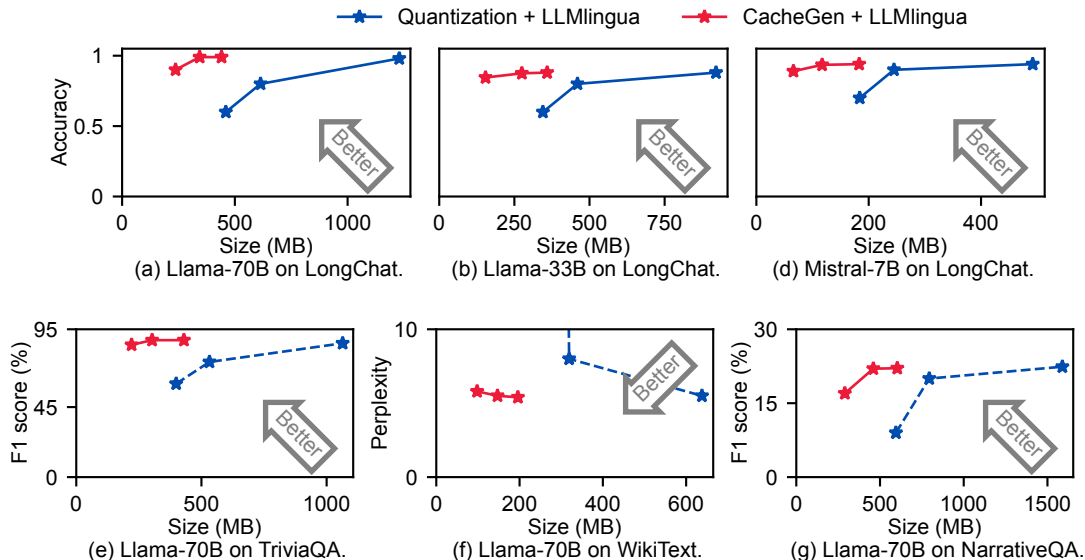 Quantization + LLMlingua CacheGen + LLMlingua
Accuracy
1
0.5
0
Better
0 500 1000
Size (MB)
(a) Llama-70B on LongChat.
Better
0 250 500 750
Size (MB)
(b) Llama-33B on LongChat.
Better
0 200 400
Size (MB)
(d) Mistral-7B on LongChat.
F1 score (%)
95
45
0
Better
0 500 1000
Size (MB)
(e) Llama-70B on TriviaQA.
Perplexity
10
0
Better
0 200 400 600
Size (MB)
(f) Llama-70B on WikiText.
F1 score (%)
30
15
0
Better
0 500 1000 1500
Size (MB)
(g) Llama-70B on NarrativeQA.